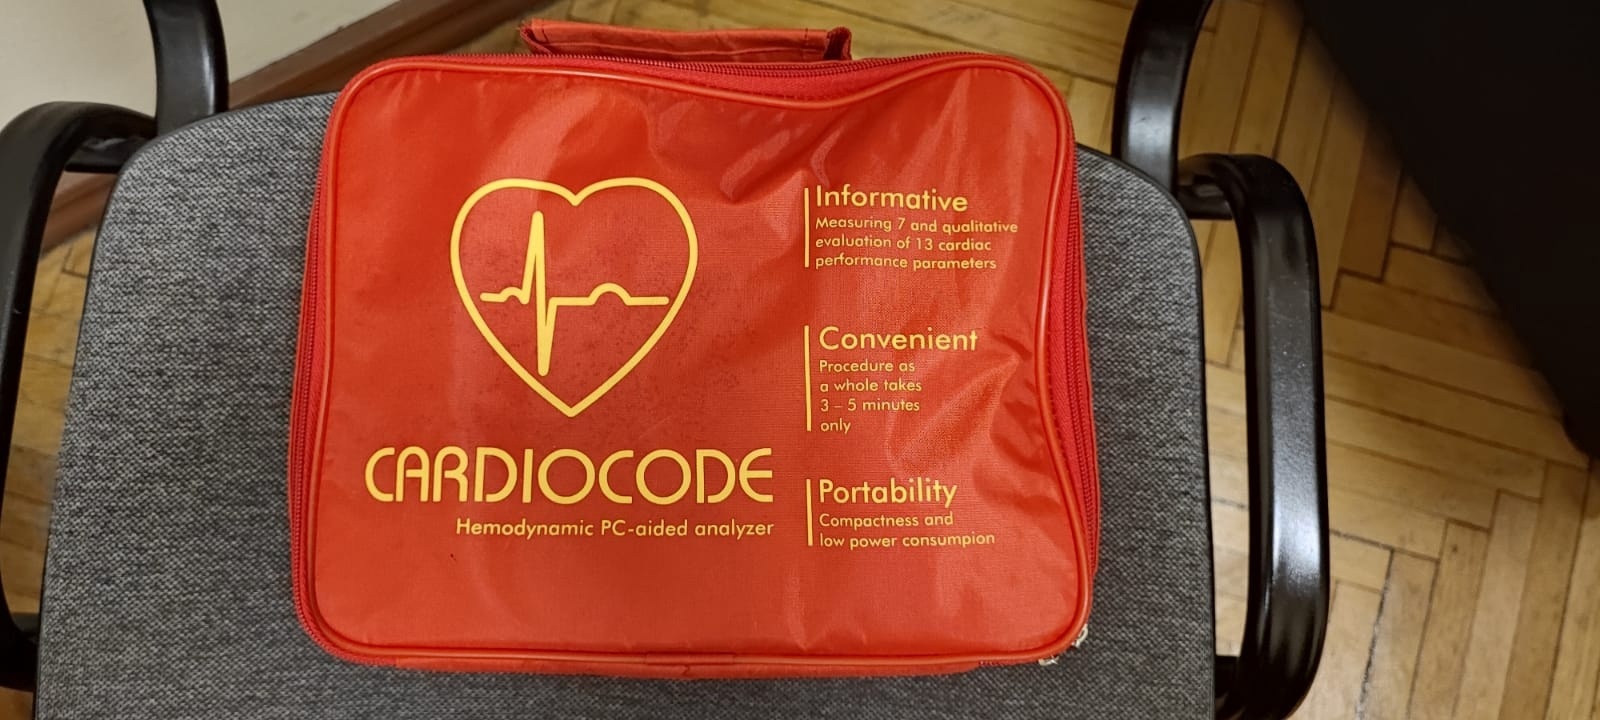 CARDIOCODE
Hemodynamic PC-aided analyzer
Informative
Measuring 7 and qualitative
evaluation of 13 cardiac
performance parameters
Convenient
Procedure as
a whole takes
3 – 5 minutes
only
Portability
Compactness and
low power consumpion